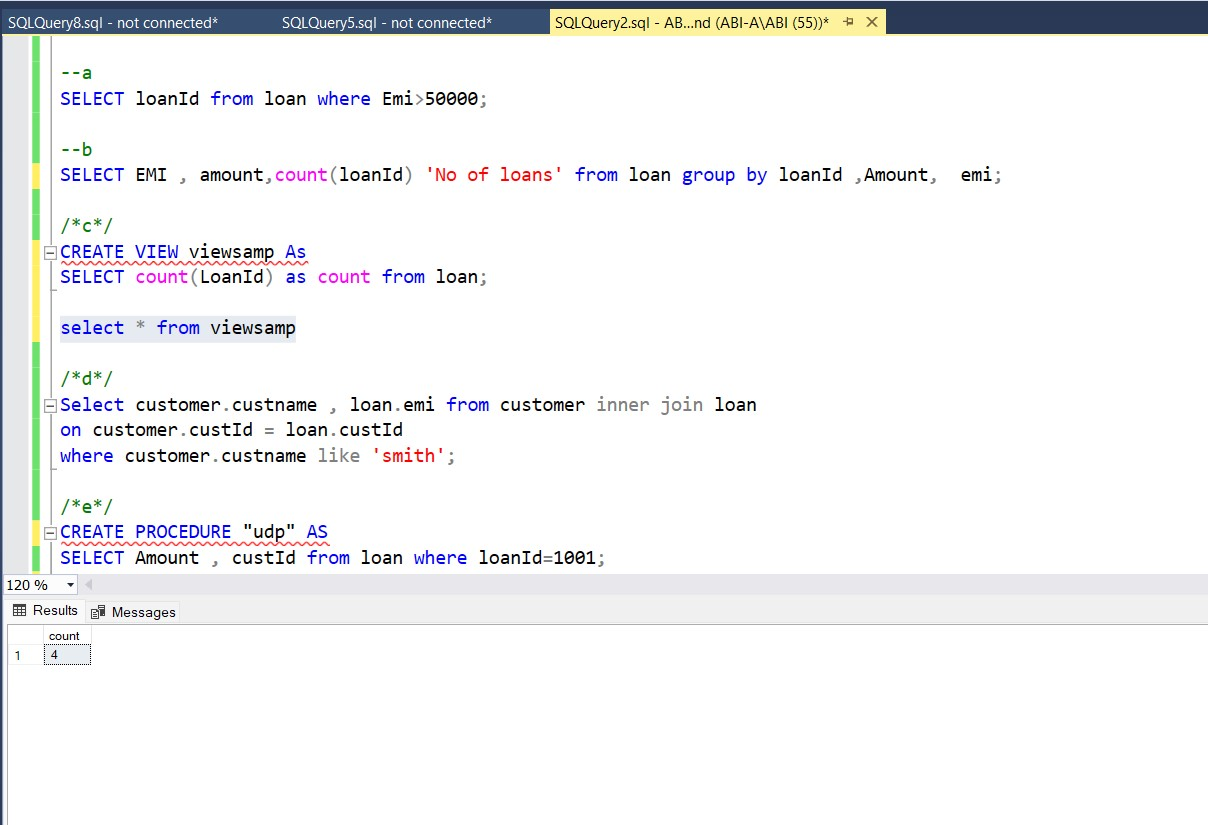 SQLQuery8.sql - not connected*
SQLQuery5.sql - not connected*
SQLQuery2.sql - AB...nd (ABI-A\ABI (55))*
--a
SELECT loanId from loan where Emi>50000;
--b
SELECT EMI , amount,count(loanId) 'No of loans' from loan group by loanId ,Amount,  emi;
/*c*/
CREATE VIEW viewsamp As
SELECT count(LoanId) as count from loan;
select * from viewsamp
/*d*/
Select customer.custname , loan.emi from customer inner join loan
on customer.custId = loan.custId
where customer.custname like 'smith';
/*e*/
CREATE PROCEDURE "udp" AS
SELECT Amount , custId from loan where loanId=1001;
120 %
Results
Messages
count
1 4